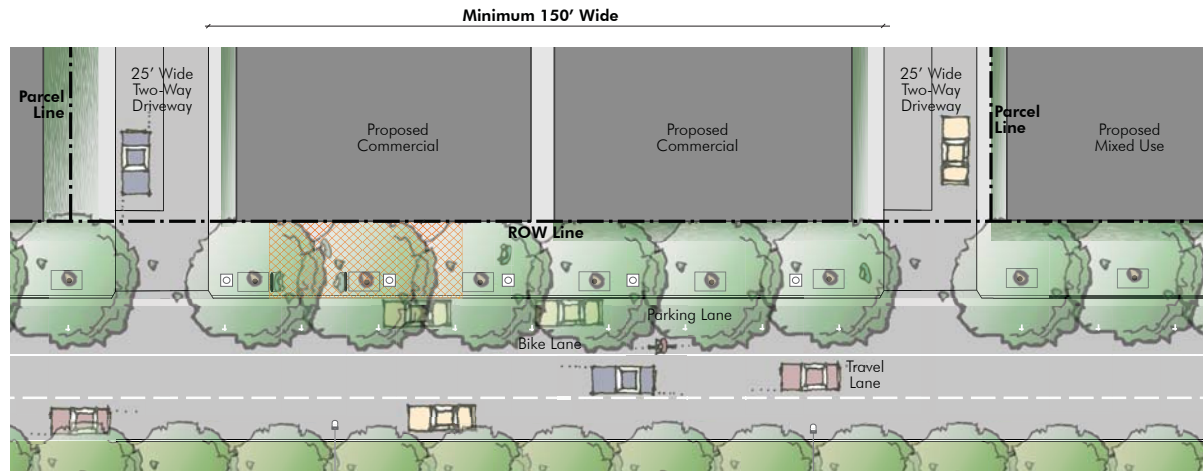 Minimum 150’ Wide
25’ Wide
Two-Way
Driveway
25’ Wide
Two-Way
Driveway
Parcel
Line
Parcel
Line
Proposed
Commercial
Proposed
Commercial
Proposed
Mixed Use
ROW Line
Parking Lane
Bike Lane
Travel
Lane